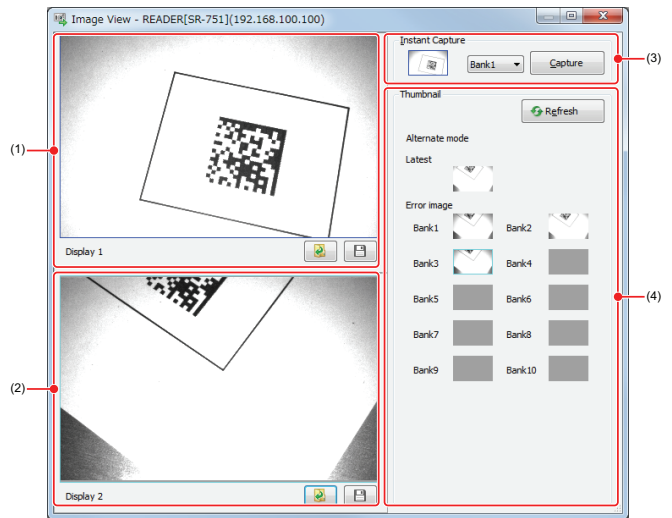 Image View - READER[SR-751](192.168.100.100)
(1)
Display 1
(2)
Display 2
Instant Capture
Bank1
Capture
(3)
Thumbnail
Refresh
Alternate mode
Latest
Error image
Bank1 Bank2
Bank3 Bank4
Bank5 Bank6
Bank7 Bank8
Bank9 Bank10
(4)